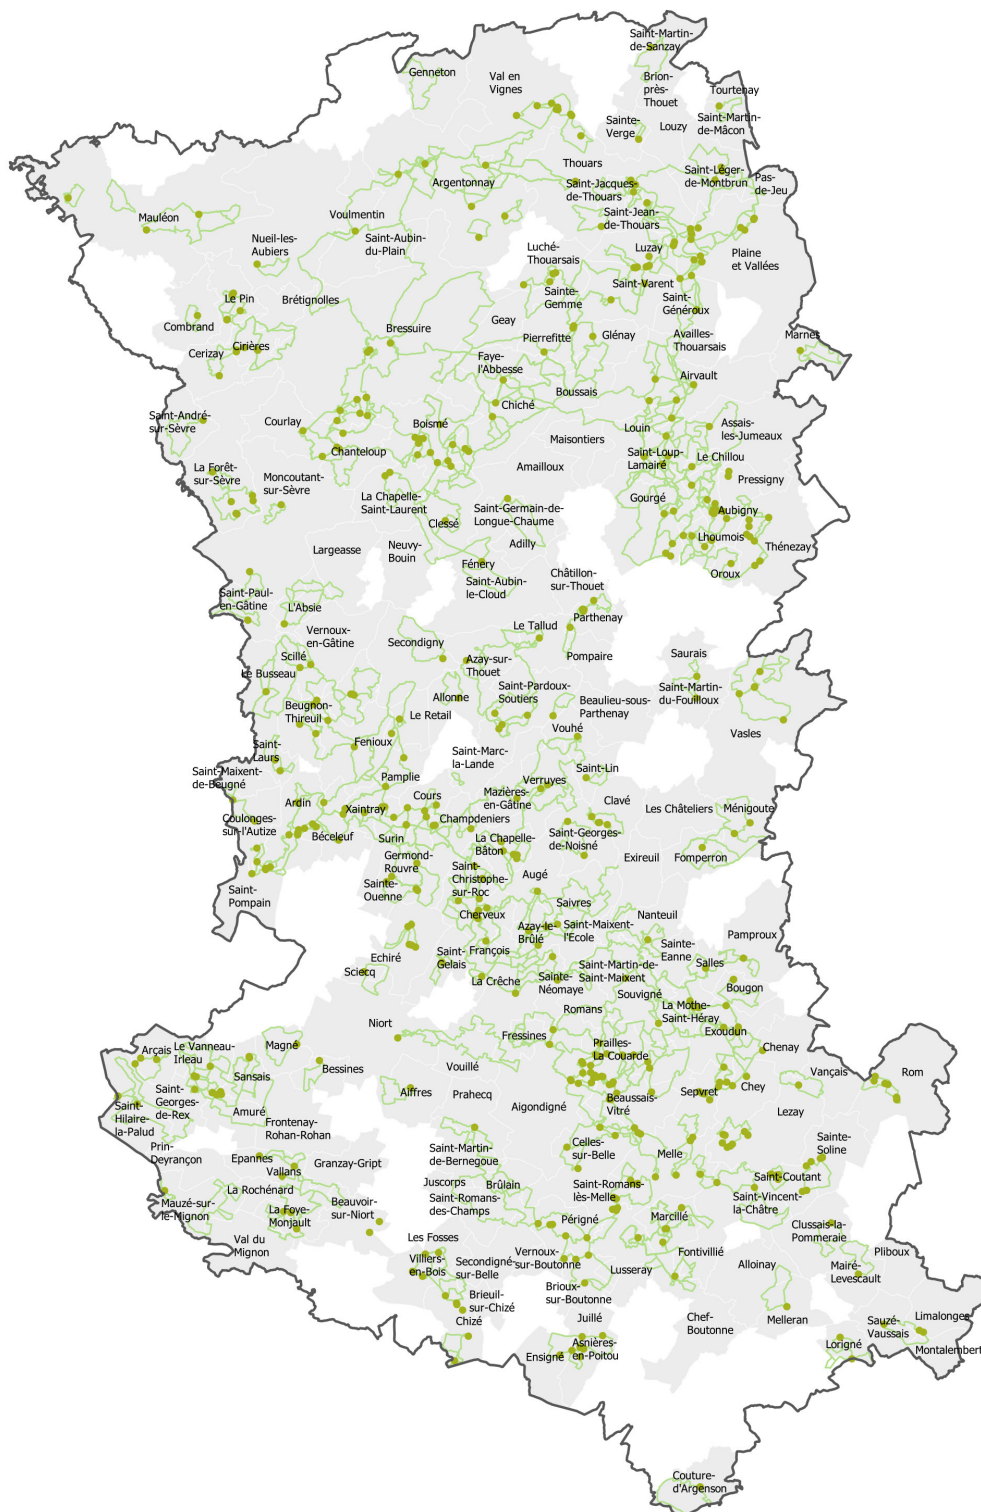 Saint-Martin-
de-Sanzay
Genneton
Val en
Vignes
Brion-
près-
Thouet
Tourtenay
Sainte-
Verge
Louzy
Saint-Martin-
de-Mâcon
Thouars
Argentonnay
Saint-Jacques-
de-Thouars
Saint-Léger-
de-Montbrun
Pas-
de-Jeu
Mauléon
Voulmentin
Saint-Jean-
de-Thouars
Nueil-les-
Aubiers
Saint-Aubin-
du-Plain
Luché-
Thouarsais
Luzay
Plaine
et Vallées
Le Pin
Brétignolles
Sainte-
Gemme
Saint-Varent
Saint-
Généroux
Combrand
Geay
Bressuire
Pierrefitte
Glénay
Availles-
Thouarsais
Marnes
Cerizay
Cirières
Faye-
l'Abbesse
Airvault
Boussais
Chiché
Saint-André-
sur-Sèvre
Courlay
Boismé
Louin
Assais-
les-Jumeaux
Maisontiers
Chanteloup
Saint-Loup-
Lamairé
Le Chillou
La Forêt-
sur-Sèvre
Moncoutant-
sur-Sèvre
Amailloux
Pressigny
La Chapelle-
Saint-Laurent
Gourgé
Saint-Germain-de-
Longue-Chaume
Aubigny
Clessé
Lhoumois
Largeasse
Neuvy-
Bouin
Adilly
Thénezay
Fénery
Oroux
Saint-Aubin-
le-Cloud
Châtillon-
sur-Thouet
Saint-Paul-
en-Gâtine
L'Absie
Parthenay
Vernoux-
en-Gâtine
Le Tallud
Secondigny
Scillé
Azay-sur-
Thouet
Pompaire
Saurais
Le Busseau
Saint-Pardoux-
Soutiers
Saint-Martin-
du-Fouilloux
Allonne
Beaulieu-sous-
Parthenay
Beugnon-
Thireuil
Le Retail
Vouhé
Vasles
Fenioux
Saint-
Laurs
Saint-Marc-
la-Lande
Saint-Maixent-
de-Beugné
Saint-Lin
Pamplie
Verruyes
Mazières-
en-Gâtine
Ardin
Xaintray
Cours
Clavé
Les Châteliers
Ménigoute
Coulonges-
sur-l'Autize
Champdeniers
Béceleuf
Surin
La Chapelle-
Bâton
Saint-Georges-
de-Noisné
Germond-
Rouvre
Exireuil
Fomperron
Saint-
Christophe-
sur-Roc
Augé
Saint-
Pompain
Sainte-
Ouenne
Saivres
Cherveux
Nanteuil
Azay-le-
Brûlé
Saint-Maixent-
l'Ecole
Pamproux
Echiré
François
Sainte-
Eanne
Saint-
Gelais
Saint-Martin-de-
Saint-Maixent
Salles
Sciecq
La Crèche
Sainte-
Néomaye
Souvigné
Bougon
Romans
La Mothe-
Saint-Héray
Niort
Fressines
Exoudun
Magné
Prailles-
La Couarde
Chenay
Arçais
Le Vanneau-
Irleau
Bessines
Vouillé
Vançais
Rom
Sansais
Aiffres
Prahecq
Sepvret
Chey
Saint-
Georges-
de-Rex
Saint-
Hilaire-
la-Palud
Amuré
Aigondigné
Beaussais-
Vitré
Lezay
Frontenay-
Rohan-Rohan
Prin-
Deyrançon
Saint-Martin-
de-Bernegoue
Celles-
sur-Belle
Melle
Sainte-
Soline
Epannes
Granzay-Gript
Vallans
Juscorps
Brûlain
Saint-Romans-
lès-Melle
Saint-Coutant
La Rochénard
Mauzé-sur-
le-Mignon
Beauvoir-
sur-Niort
Saint-Romans-
des-Champs
Saint-Vincent-
la-Châtre
La Foye-
Monjault
Périgné
Marcillé
Clussais-la-
Pommeraie
Val du
Mignon
Les Fosses
Villiers-
en-Bois
Secondigné-
sur-Belle
Vernoux-
sur-Boutonne
Fontivillié
Pliboux
Lusseray
Alloinay
Mairé-
Levescault
Brieuil-
sur-Chizé
Brioux-
sur-Boutonne
Chizé
Juillé
Chef-
Boutonne
Melleran
Sauzé-
Vaussais
Limalonges
Ensigné
Asnières-
en-Poitou
Lorigné
Montalembert
Couture-
d'Argenson